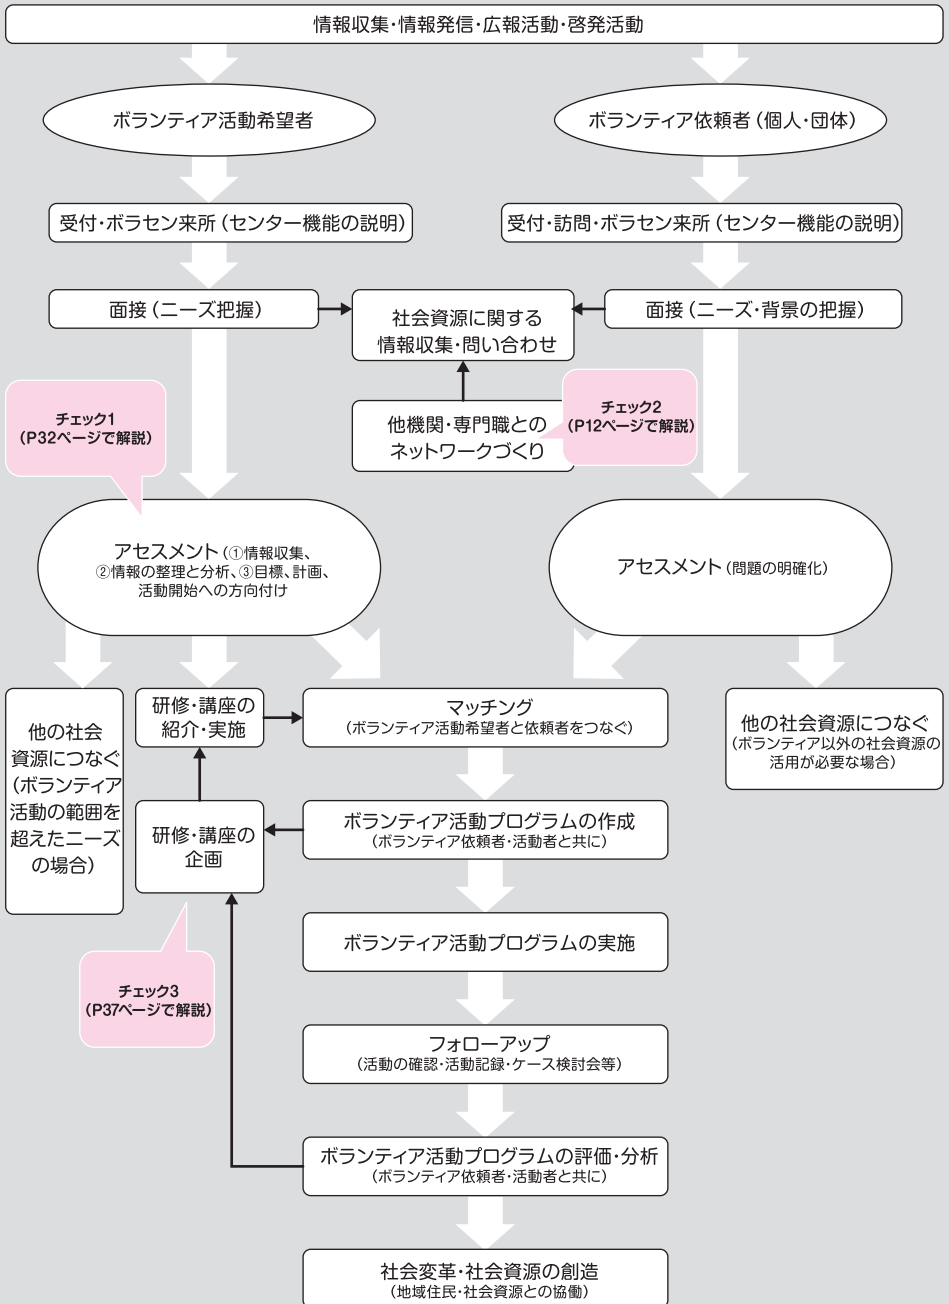 情報収集・情報発信・広報活動・啓発活動
ボランティア活動希望者
ボランティア依頼者（個人・団体）
受付・ボラセン来所（センター機能の説明）
受付・訪問・ボラセン来所（センター機能の説明）
面接（ニーズ把握）
社会資源に関する
情報収集・問い合わせ
面接（ニーズ・背景の把握）
チェック1
（P32ページで解説）
他機関・専門職との
ネットワークづくり
チェック2
（P12ページで解説）
アセスメント（①情報収集、
②情報の整理と分析、③目標、計画、
活動開始への方向付け
アセスメント（問題の明確化）
他の社会
資源につなぐ
（ボランティア
活動の範囲を
超えたニーズ
の場合）
研修・講座の
紹介・実施
マッチング
（ボランティア活動希望者と依頼者をつなぐ）
他の社会資源につなぐ
（ボランティア以外の社会資源の
活用が必要な場合）
研修・講座の
企画
ボランティア活動プログラムの作成
（ボランティア依頼者・活動者と共に）
ボランティア活動プログラムの実施
チェック3
（P37ページで解説）
フォローアップ
（活動の確認・活動記録・ケース検討会等）
ボランティア活動プログラムの評価・分析
（ボランティア依頼者・活動者と共に）
社会変革・社会資源の創造
（地域住民・社会資源との協働）